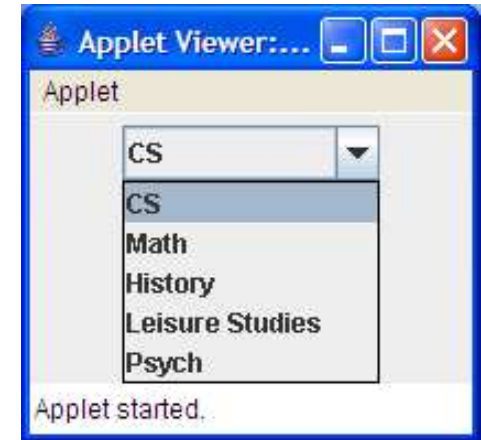 Applet Viewer:...
Applet
CS
CS
Math
History
Leisure Studies
Psych
Applet started.